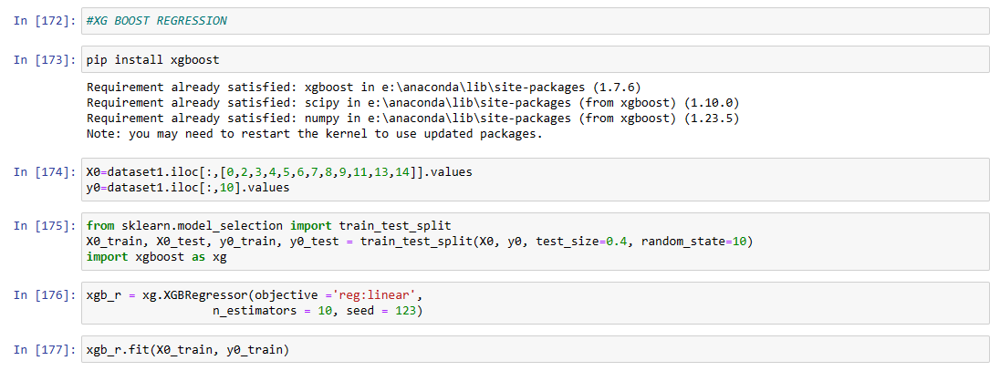 In [172]: #XG BOOST REGRESSION
In [173]: pip install xgboost
Requirement already satisfied: xgboost in e:\anaconda\lib\site-packages (1.7.6)
Requirement already satisfied: scipy in e:\anaconda\lib\site-packages (from xgboost) (1.10.0)
Requirement already satisfied: numpy in e:\anaconda\lib\site-packages (from xgboost) (1.23.5)
Note: you may need to restart the kernel to use updated packages.
In [174]: X0=dataset1.iloc[:,[0,2,3,4,5,6,7,8,9,11,13,14]].values
y0=dataset1.iloc[:,10].values
In [175]: from sklearn.model_selection import train_test_split
X0_train, X0_test, y0_train, y0_test = train_test_split(X0, y0, test_size=0.4, random_state=10)
import xgboost as xg
In [176]: xgb_r = xg.XGBRegressor(objective ='reg:linear',
n_estimators = 10, seed = 123)
In [177]: xgb_r.fit(X0_train, y0_train)